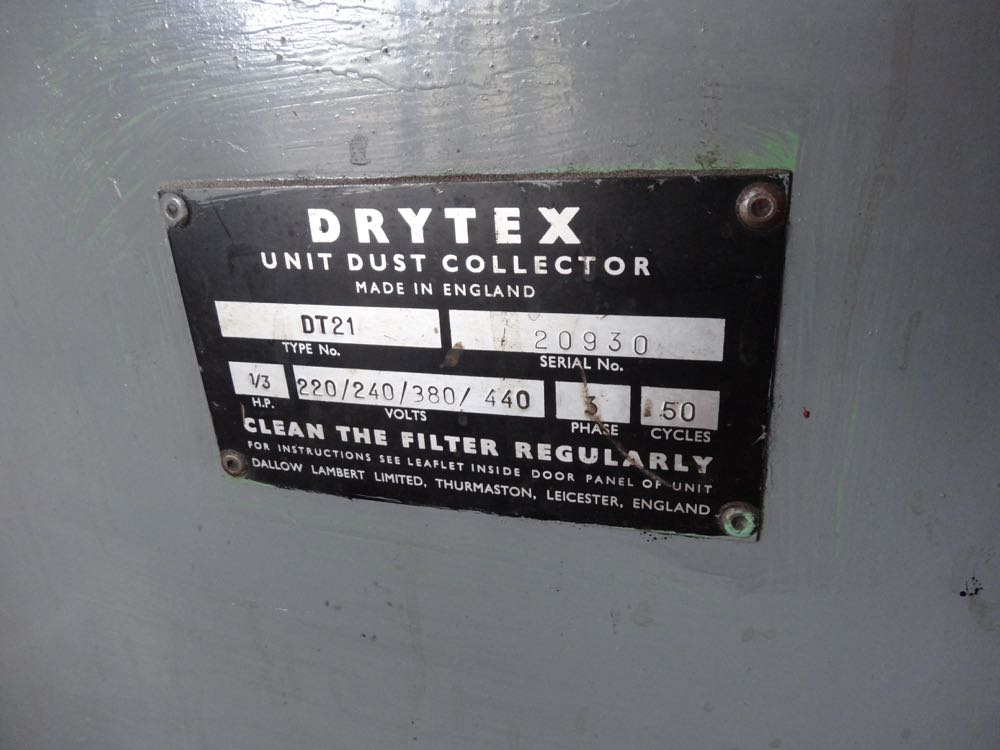 DRYTEX
UNIT DUST COLLECTOR
MADE IN ENGLAND
DT21 20930
TYPE No. SERIAL No.
1/3 220/240/380/ 440 3 50
H.P. VOLTS PHASE CYCLES
CLEAN THE FILTER REGULARLY
FOR INSTRUCTIONS SEE LEAFLET INSIDE DOOR PANEL OF UNIT
DALLOW LAMBERT LIMITED, THURMASTON, LEICESTER, ENGLAND